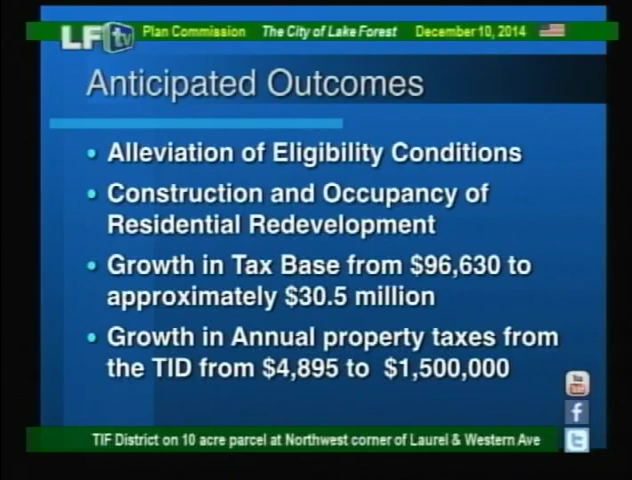 LF tv Plan Commission The City of Lake Forest December 10, 2014
Anticipated Outcomes
• Alleviation of Eligibility Conditions
• Construction and Occupancy of
Residential Redevelopment
• Growth in Tax Base from $96,630 to
approximately $30.5 million
• Growth in Annual property taxes from
the TID from $4,895 to $1,500,000
You
Tube
f
t
TIF District on 10 acre parcel at Northwest corner of Laurel & Western Ave